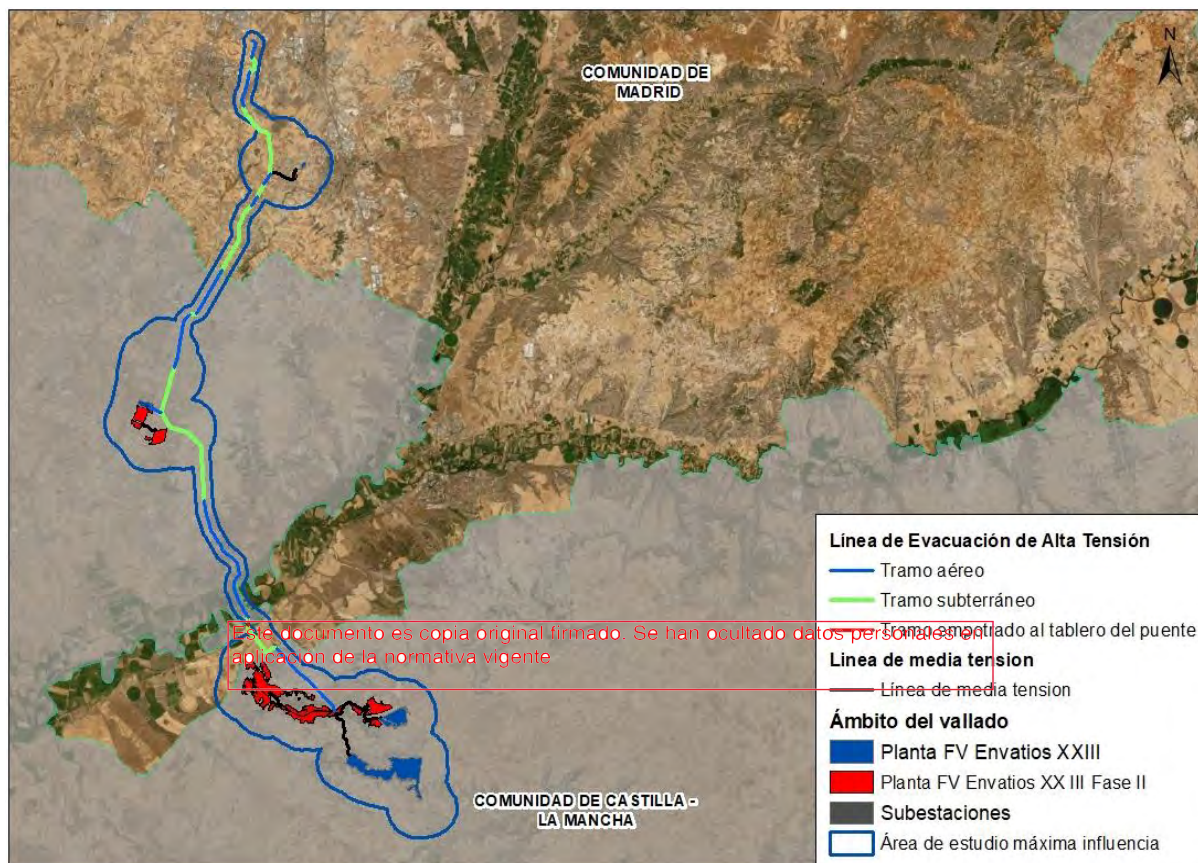 N
COMUNIDAD DE
MADRID
Línea de Evacuación de Alta Tensión
Tramo aéreo
Tramo subterráneo
Tramo empotrado al tablero del puente
Este documento es copia original firmado. Se han ocultado datos personales en
aplicación de la normativa vigente
Linea de media tension
Línea de media tension
Ámbito del vallado
Planta FV Envatios XXIII
Planta FV Envatios XX III Fase II
Subestaciones
Área de estudio máxima influencia
COMUNIDAD DE CASTILLA -
LA MANCHA